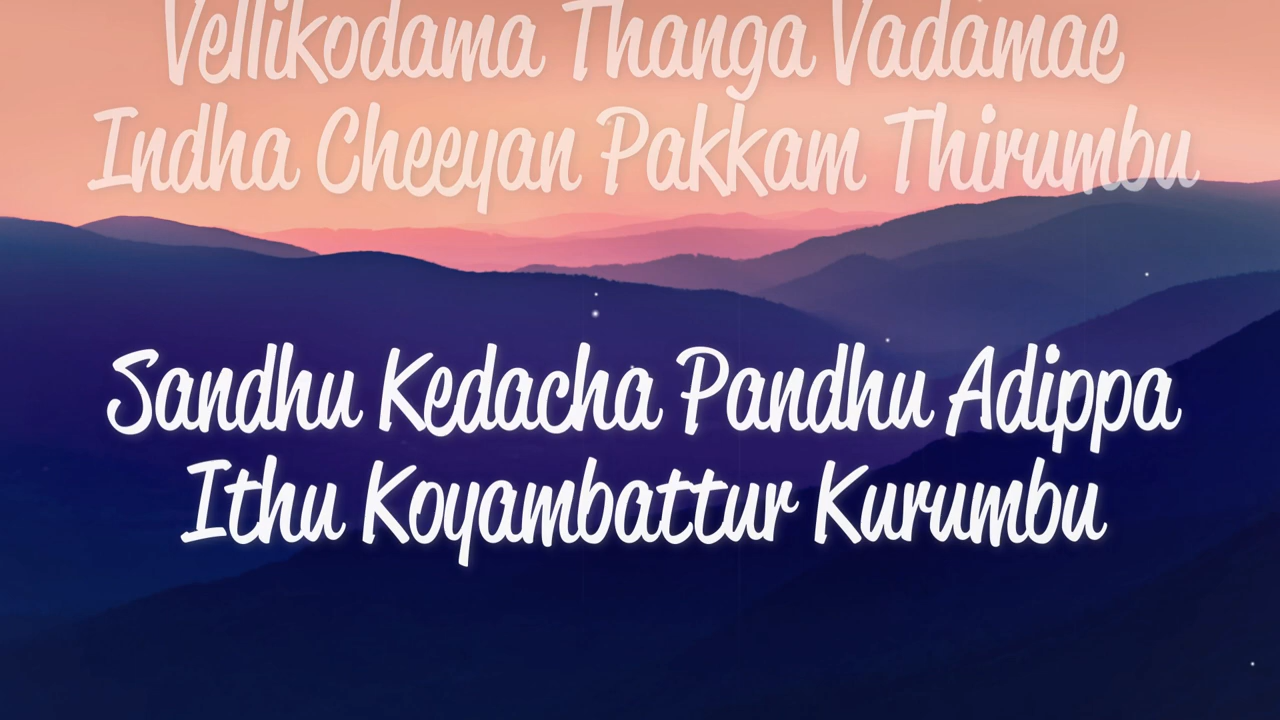 Vellikodama Thanga Vadamae
Indha Cheeyan Pakkam Thirumbu
Sandhu Kedacha Pandhu Adippa
Ithu Koyambattur Kurumbu